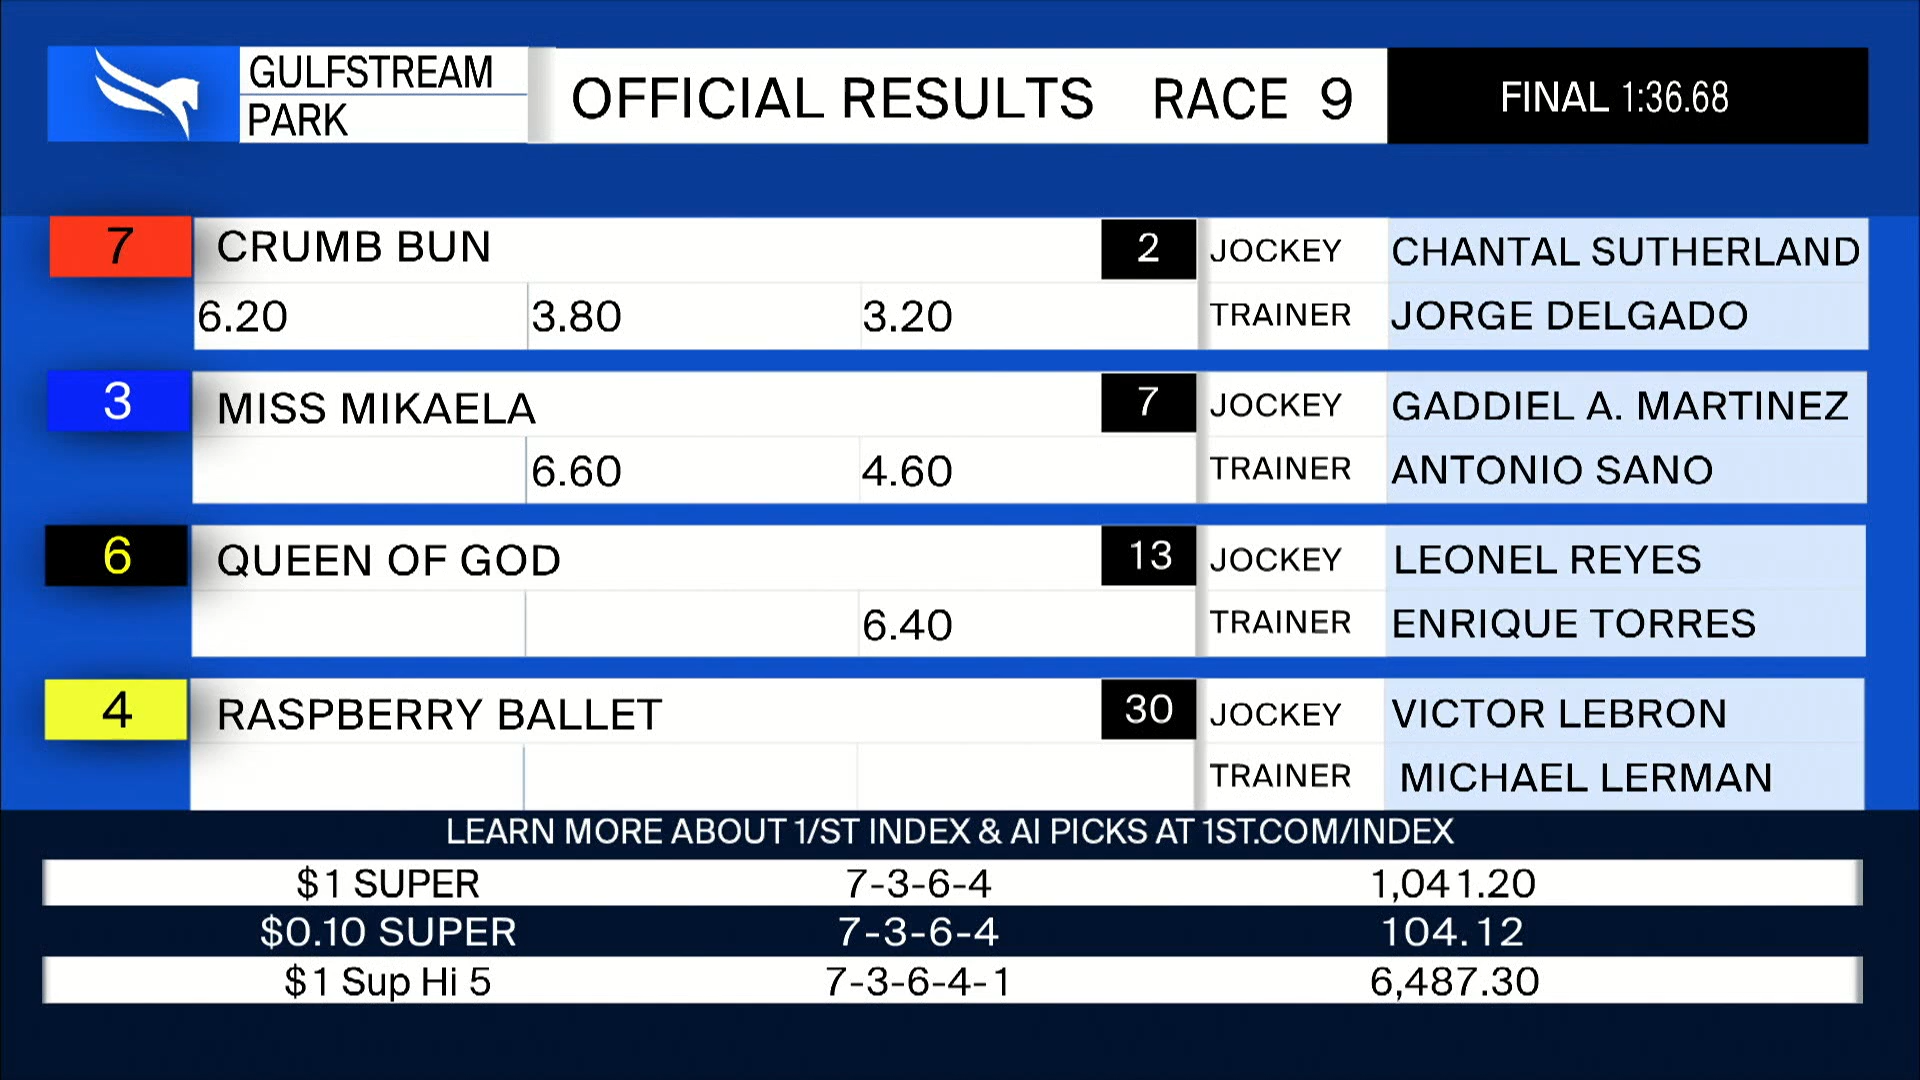 GULFSTREAM
PARK
OFFICIAL RESULTS RACE 9
FINAL 1:36.68
7 CRUMB BUN 2 JOCKEY CHANTAL SUTHERLAND
6.20 3.80 3.20 TRAINER JORGE DELGADO
3 MISS MIKAELA 7 JOCKEY GADDIEL A. MARTINEZ
6.60 4.60 TRAINER ANTONIO SANO
6 QUEEN OF GOD 13 JOCKEY LEONEL REYES
6.40 TRAINER ENRIQUE TORRES
4 RASPBERRY BALLET 30 JOCKEY VICTOR LEBRON
TRAINER MICHAEL LERMAN
LEARN MORE ABOUT 1/ST INDEX & AI PICKS AT 1ST.COM/INDEX
$1 SUPER 7-3-6-4 1,041.20
$0.10 SUPER 7-3-6-4 104.12
$1 Sup Hi 5 7-3-6-4-1 6,487.30